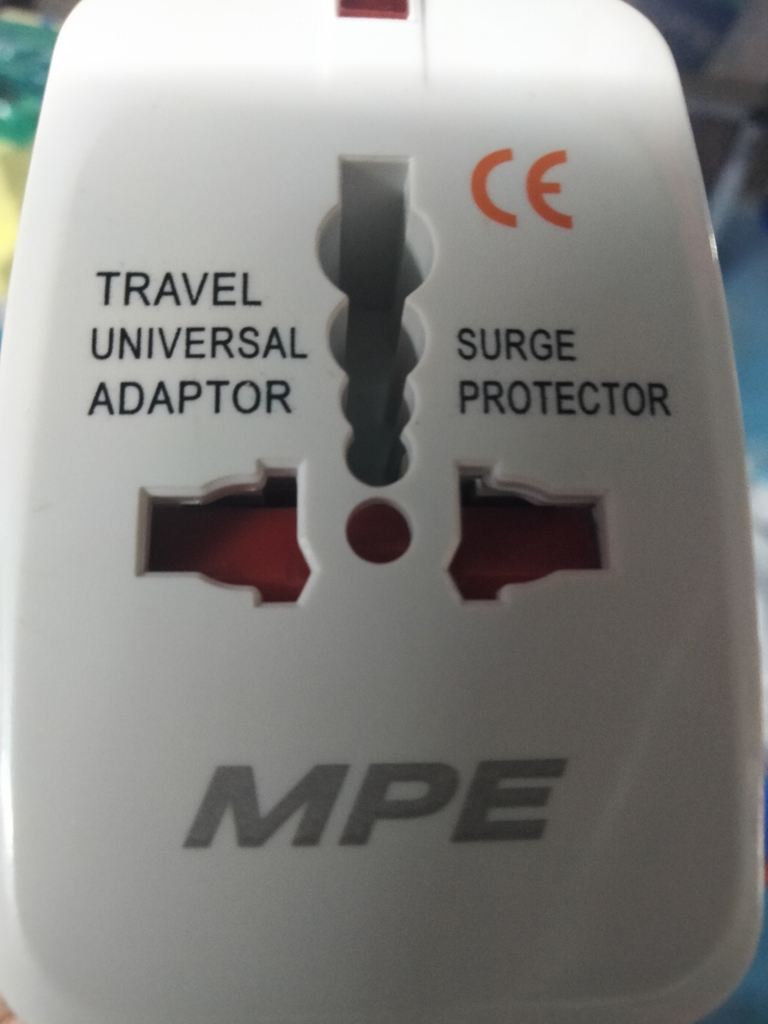 CE
TRAVEL
UNIVERSAL
ADAPTOR
SURGE
PROTECTOR
MPE